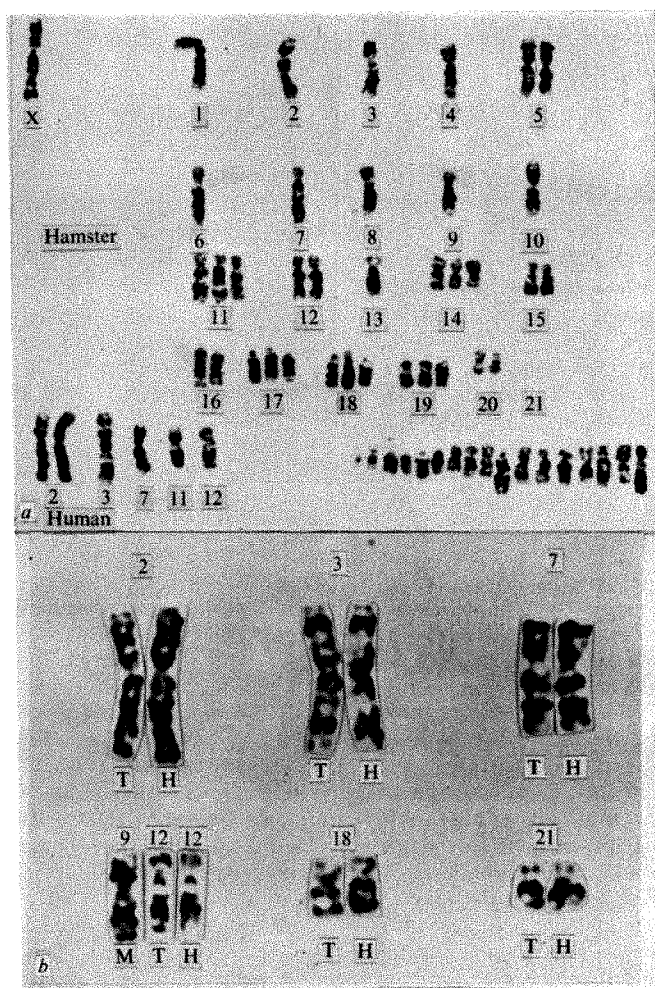 X 1 2 3 4 5
6 7 8 9 10
Hamster
11 12 13 14 15
16 17 18 19 20 21
2 3 7 11 12
a Human
2 3 7
T H T H T H
9 12 12 18 21
M T H T H T H
b